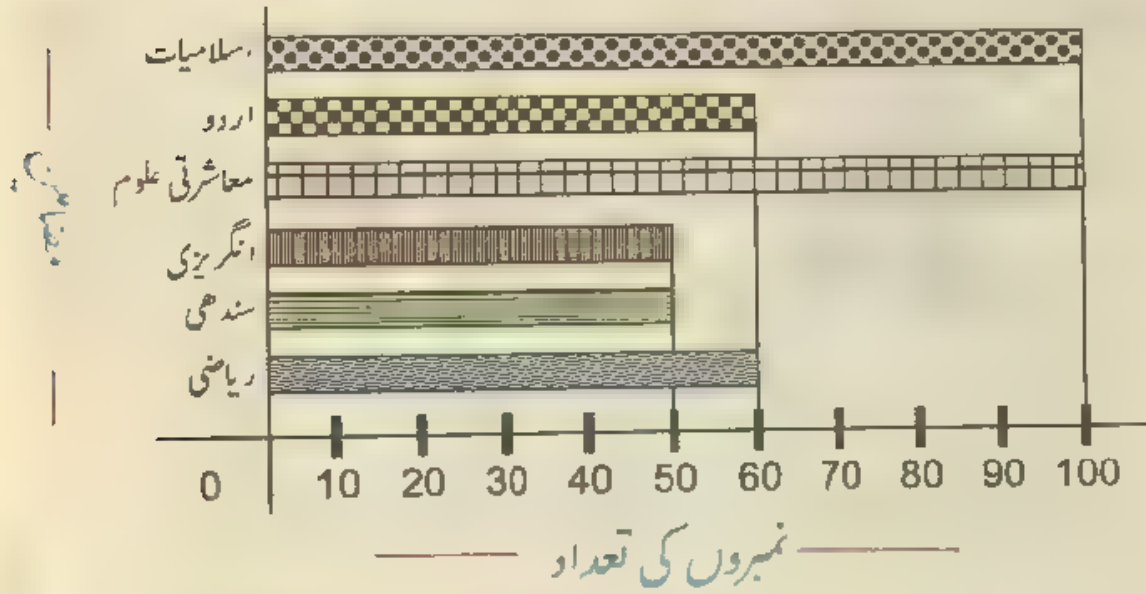 اسلامیات
اردو
معاشرتی علوم
انگریزی
سندھی
ریاضی
مضامین
0 10 20 30 40 50 60 70 80 90 100
نمبروں کی تعداد